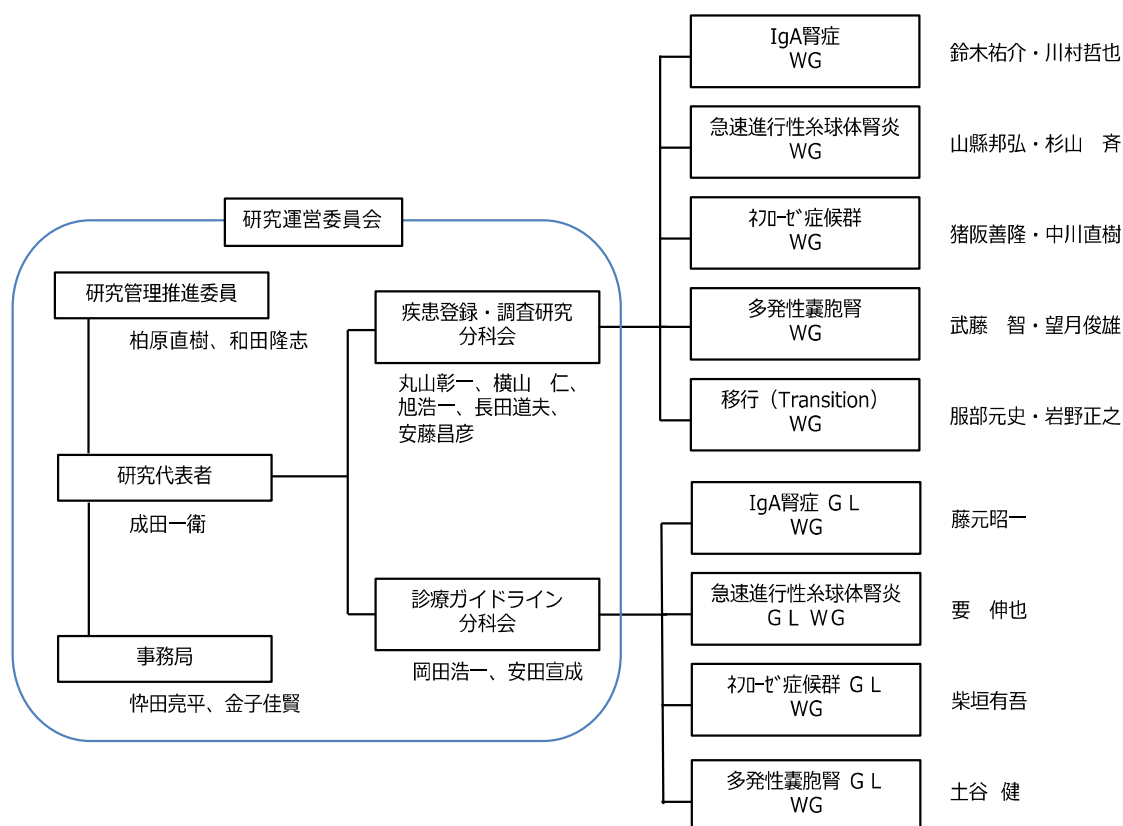 研究運営委員会
研究管理推進委員
柏原直樹、和田隆志
研究代表者
成田一衛
事務局
忰田亮平、金子佳賢
疾患登録・調査研究
分科会
丸山彰一、横山　仁、
旭浩一、長田道夫、
安藤昌彦
診療ガイドライン
分科会
岡田浩一、安田宣成
IgA腎症
WG
鈴木祐介・川村哲也
急速進行性糸球体腎炎
WG
山縣邦弘・杉山　斉
ﾈﾌﾛｰｾﾞ症候群
WG
猪阪善隆・中川直樹
多発性囊胞腎
WG
武藤　智・望月俊雄
移行（Transition）
WG
服部元史・岩野正之
IgA腎症 ＧＬ
WG
藤元昭一
急速進行性糸球体腎炎
ＧＬ WG
要　伸也
ﾈﾌﾛｰｾﾞ症候群 ＧＬ
WG
柴垣有吾
多発性囊胞腎 ＧＬ
WG
土谷 健